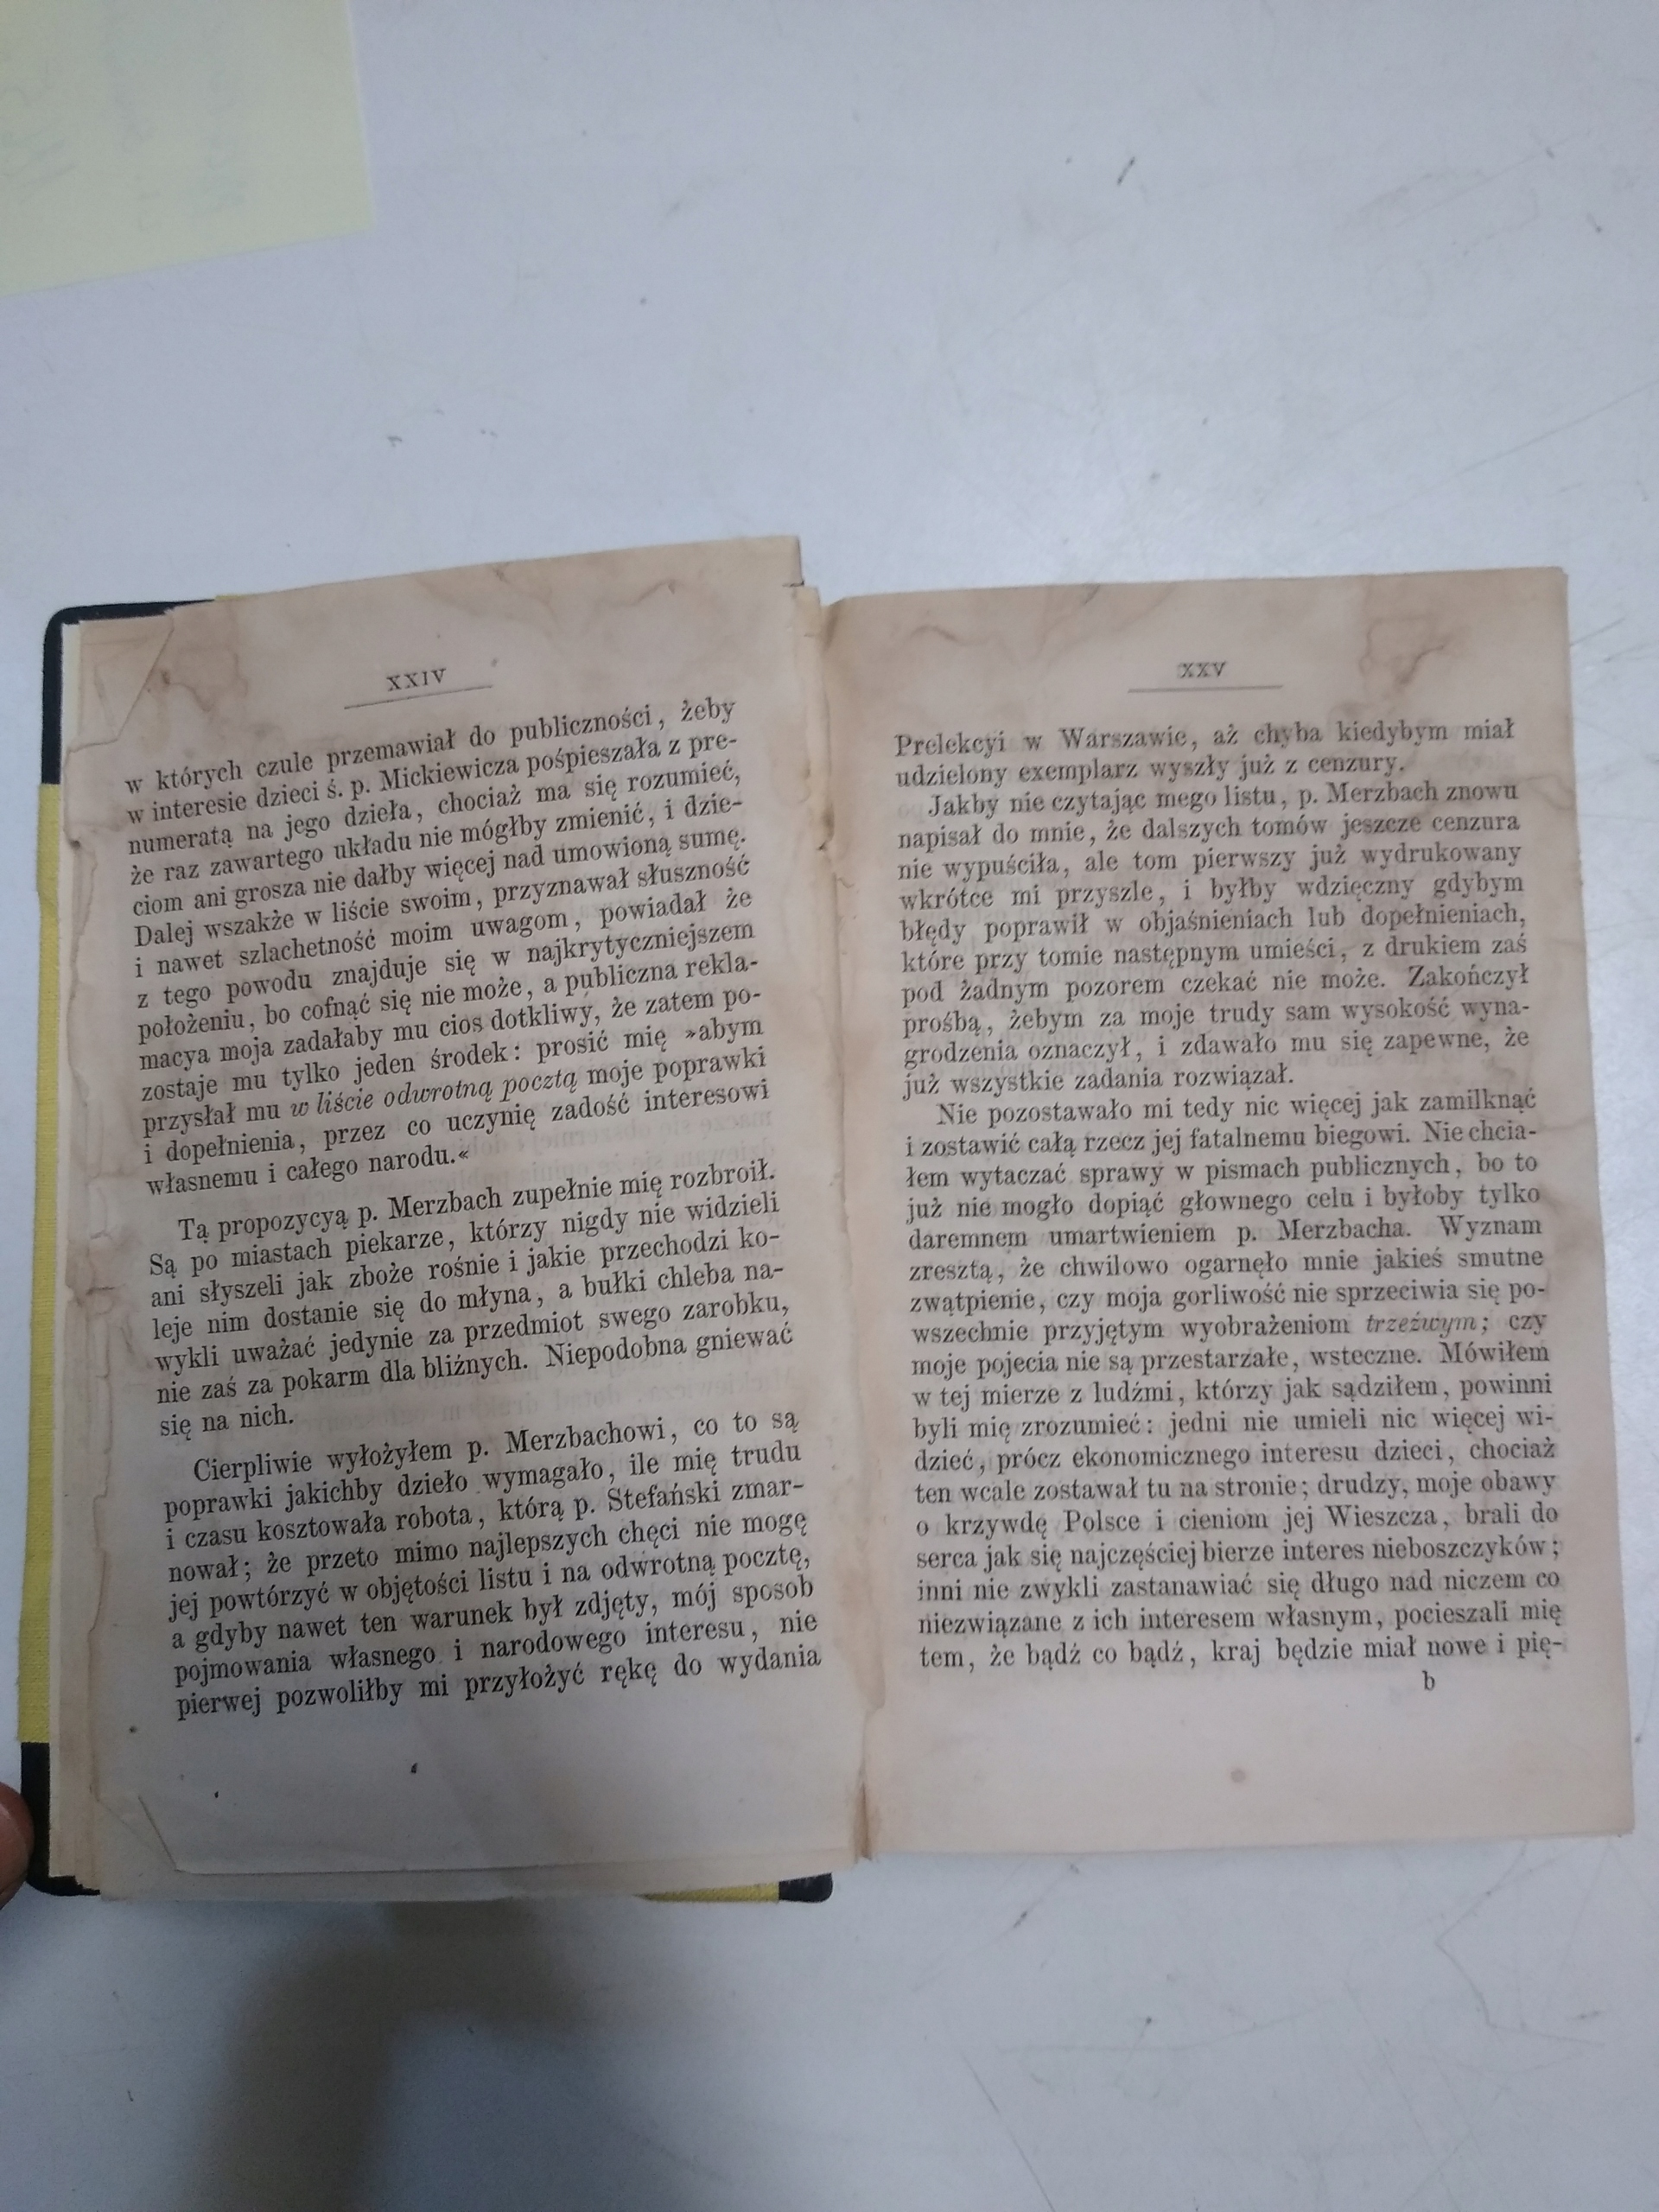 XXIV
w których czule przemawiał do publiczności, żeby
w interesie dzieci ś. p. Mickiewicza pośpieszała z pre-
numeratą na jego dzieła, chociaż ma się rozumieć,
że raz zawartego układu nie mógłby zmienić, i dzie-
ciom ani grosza nie dałby więcej nad umowioną sumę.
Dalej wszakże w liście swoim, przyznawał słuszność
i nawet szlachetność moim uwagom, powiadał że
z tego powodu znajduje się w najkrytyczniejszem
położeniu, bo cofnąć się nie może, a publiczna rekla-
macya moja zadałaby mu cios dotkliwy, że zatem po-
zostaje mu tylko jeden środek: prosić mię »abym
przysłał mu w liście odwrotną pocztą moje poprawki
i dopełnienia, przez co uczynię zadość interesowi
własnemu i całego narodu.«
Tą propozycyą p. Merzbach zupełnie mię rozbroił.
Są po miastach piekarze, którzy nigdy nie widzieli
ani słyszeli jak zboże rośnie i jakie przechodzi ko-
leje nim dostanie się do młyna, a bułki chleba na-
wykli uważać jedynie za przedmiot swego zarobku,
nie zaś za pokarm dla bliźnych. Niepodobna gniewać
się na nich.
Cierpliwie wyłożyłem p. Merzbachowi, co to są
poprawki jakichby dzieło wymagało, ile mię trudu
i czasu kosztowała robota, którą p. Stefański zmar-
nował; że przeto mimo najlepszych chęci nie mogę
jej powtórzyć w objętości listu i na odwrotną pocztę,
a gdyby nawet ten warunek był zdjęty, mój sposob
pojmowania własnego i narodowego interesu, nie
pierwej pozwoliłby mi przyłożyć rękę do wydania
XXV
Prelekcyi w Warszawie, aż chyba kiedybym miał
udzielony exemplarz wyszły już z cenzury.
Jakby nie czytając mego listu, p. Merzbach znowu
napisał do mnie, że dalszych tomów jeszcze cenzura
nie wypuściła, ale tom pierwszy już wydrukowany
wkrótce mi przyszle, i byłby wdzięczny gdybym
błędy poprawił w objaśnieniach lub dopełnieniach,
które przy tomie następnym umieści, z drukiem zaś
pod żadnym pozorem czekać nie może. Zakończył
prośbą, żebym za moje trudy sam wysokość wyna-
grodzenia oznaczył, i zdawało mu się zapewne, że
już wszystkie zadania rozwiązał.
Nie pozostawało mi tedy nic więcej jak zamilknąć
i zostawić całą rzecz jej fatalnemu biegowi. Nie chcia-
łem wytaczać sprawy w pismach publicznych, bo to
już nie mogło dopiąć głownego celu i byłoby tylko
daremnem umartwieniem p. Merzbacha. Wyznam
zresztą, że chwilowo ogarnęło mnie jakieś smutne
zwątpienie, czy moja gorliwość nie sprzeciwia się po-
wszechnie przyjętym wyobrażeniom trzeźwym; czy
moje pojecia nie są przestarzałe, wsteczne. Mówiłem
w tej mierze z ludźmi, którzy jak sądziłem, powinni
byli mię zrozumieć: jedni nie umieli nic więcej wi-
dzieć, prócz ekonomicznego interesu dzieci, chociaż
ten wcale zostawał tu na stronie; drudzy, moje obawy
o krzywdę Polsce i cieniom jej Wieszcza, brali do
serca jak się najczęściej bierze interes nieboszczyków;
inni nie zwykli zastanawiać się długo nad niczem co
niezwiązane z ich interesem własnym, pocieszali mię
tem, że bądź co bądź, kraj będzie miał nowe i pię-
b